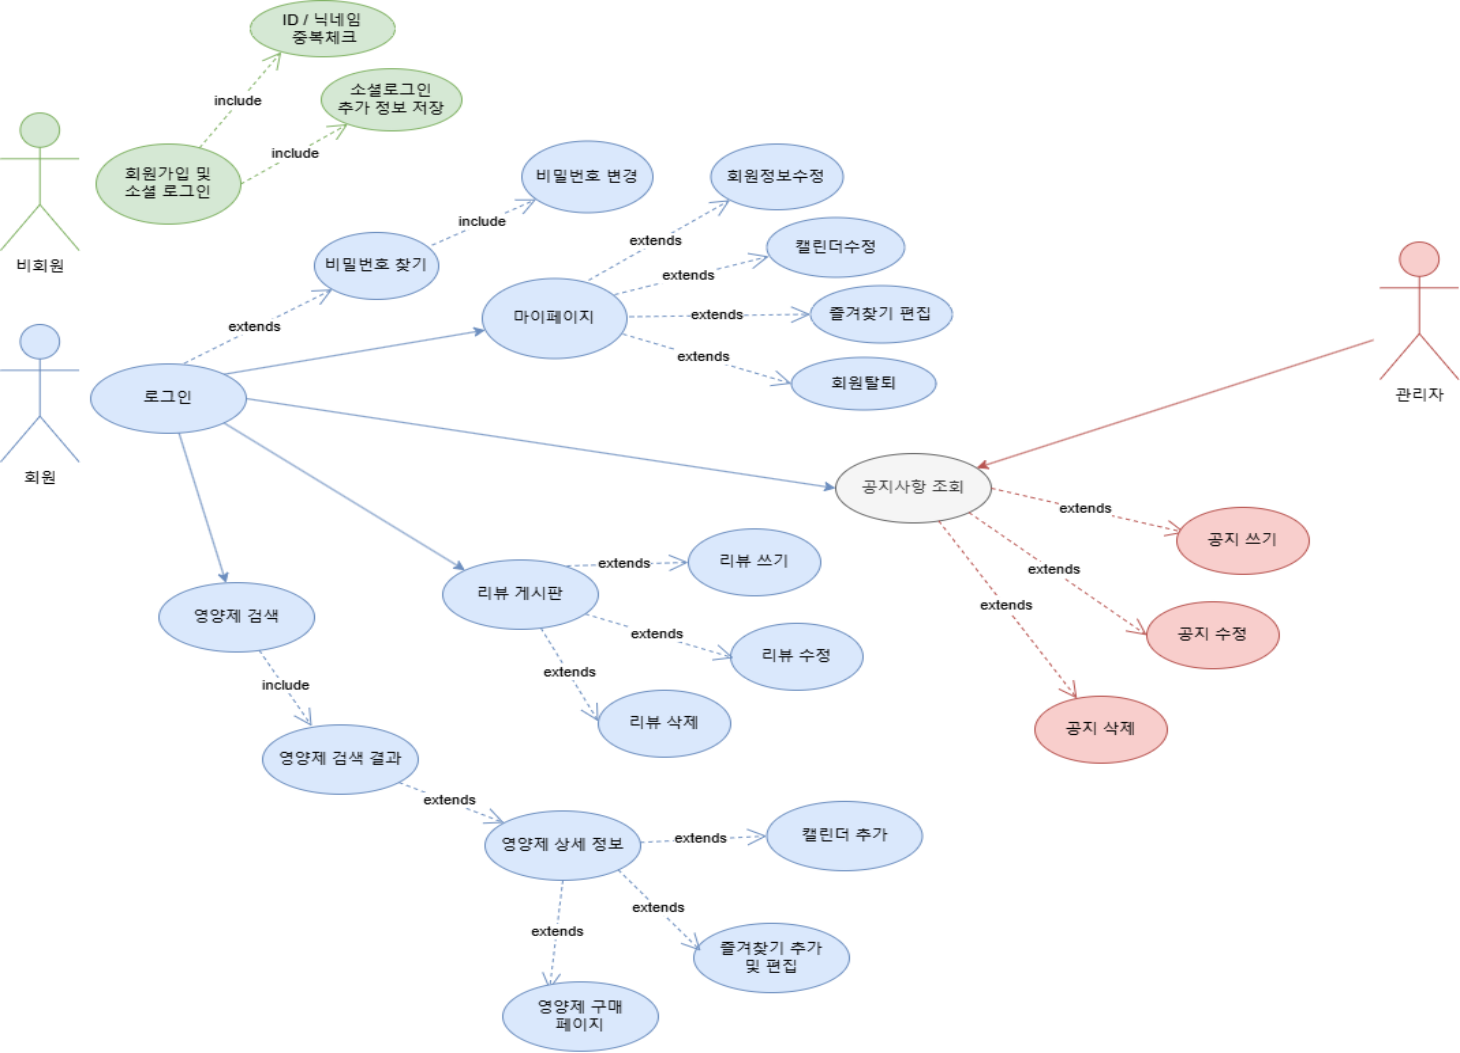 ID / 닉네임
중복체크
include
소셜로그인
추가 정보 저장
include
회원가입 및
소셜 로그인
비회원
비밀번호 변경
include
비밀번호 찾기
extends
회원정보수정
extends
캘린더수정
extends
마이페이지
extends
즐겨찾기 편집
extends
회원탈퇴
로그인
회원
관리자
공지사항 조회
extends
공지 쓰기
extends
공지 수정
extends
공지 삭제
리뷰 게시판
extends
리뷰 쓰기
extends
리뷰 수정
extends
리뷰 삭제
영양제 검색
include
영양제 검색 결과
extends
영양제 상세 정보
extends
캘린더 추가
extends
즐겨찾기 추가
및 편집
extends
영양제 구매
페이지